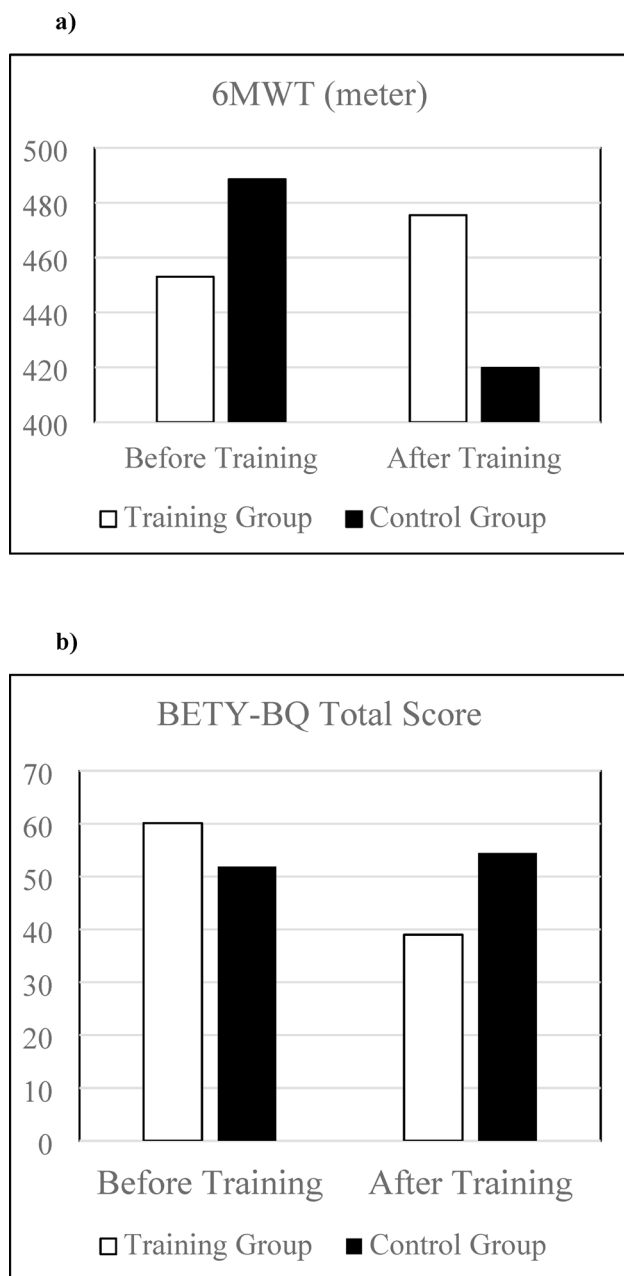 a)
6MWT (meter)
500
480
460
440
420
400
Before Training After Training
Training Group Control Group
b)
BETY-BQ Total Score
70
60
50
40
30
20
10
0
Before Training After Training
Training Group Control Group